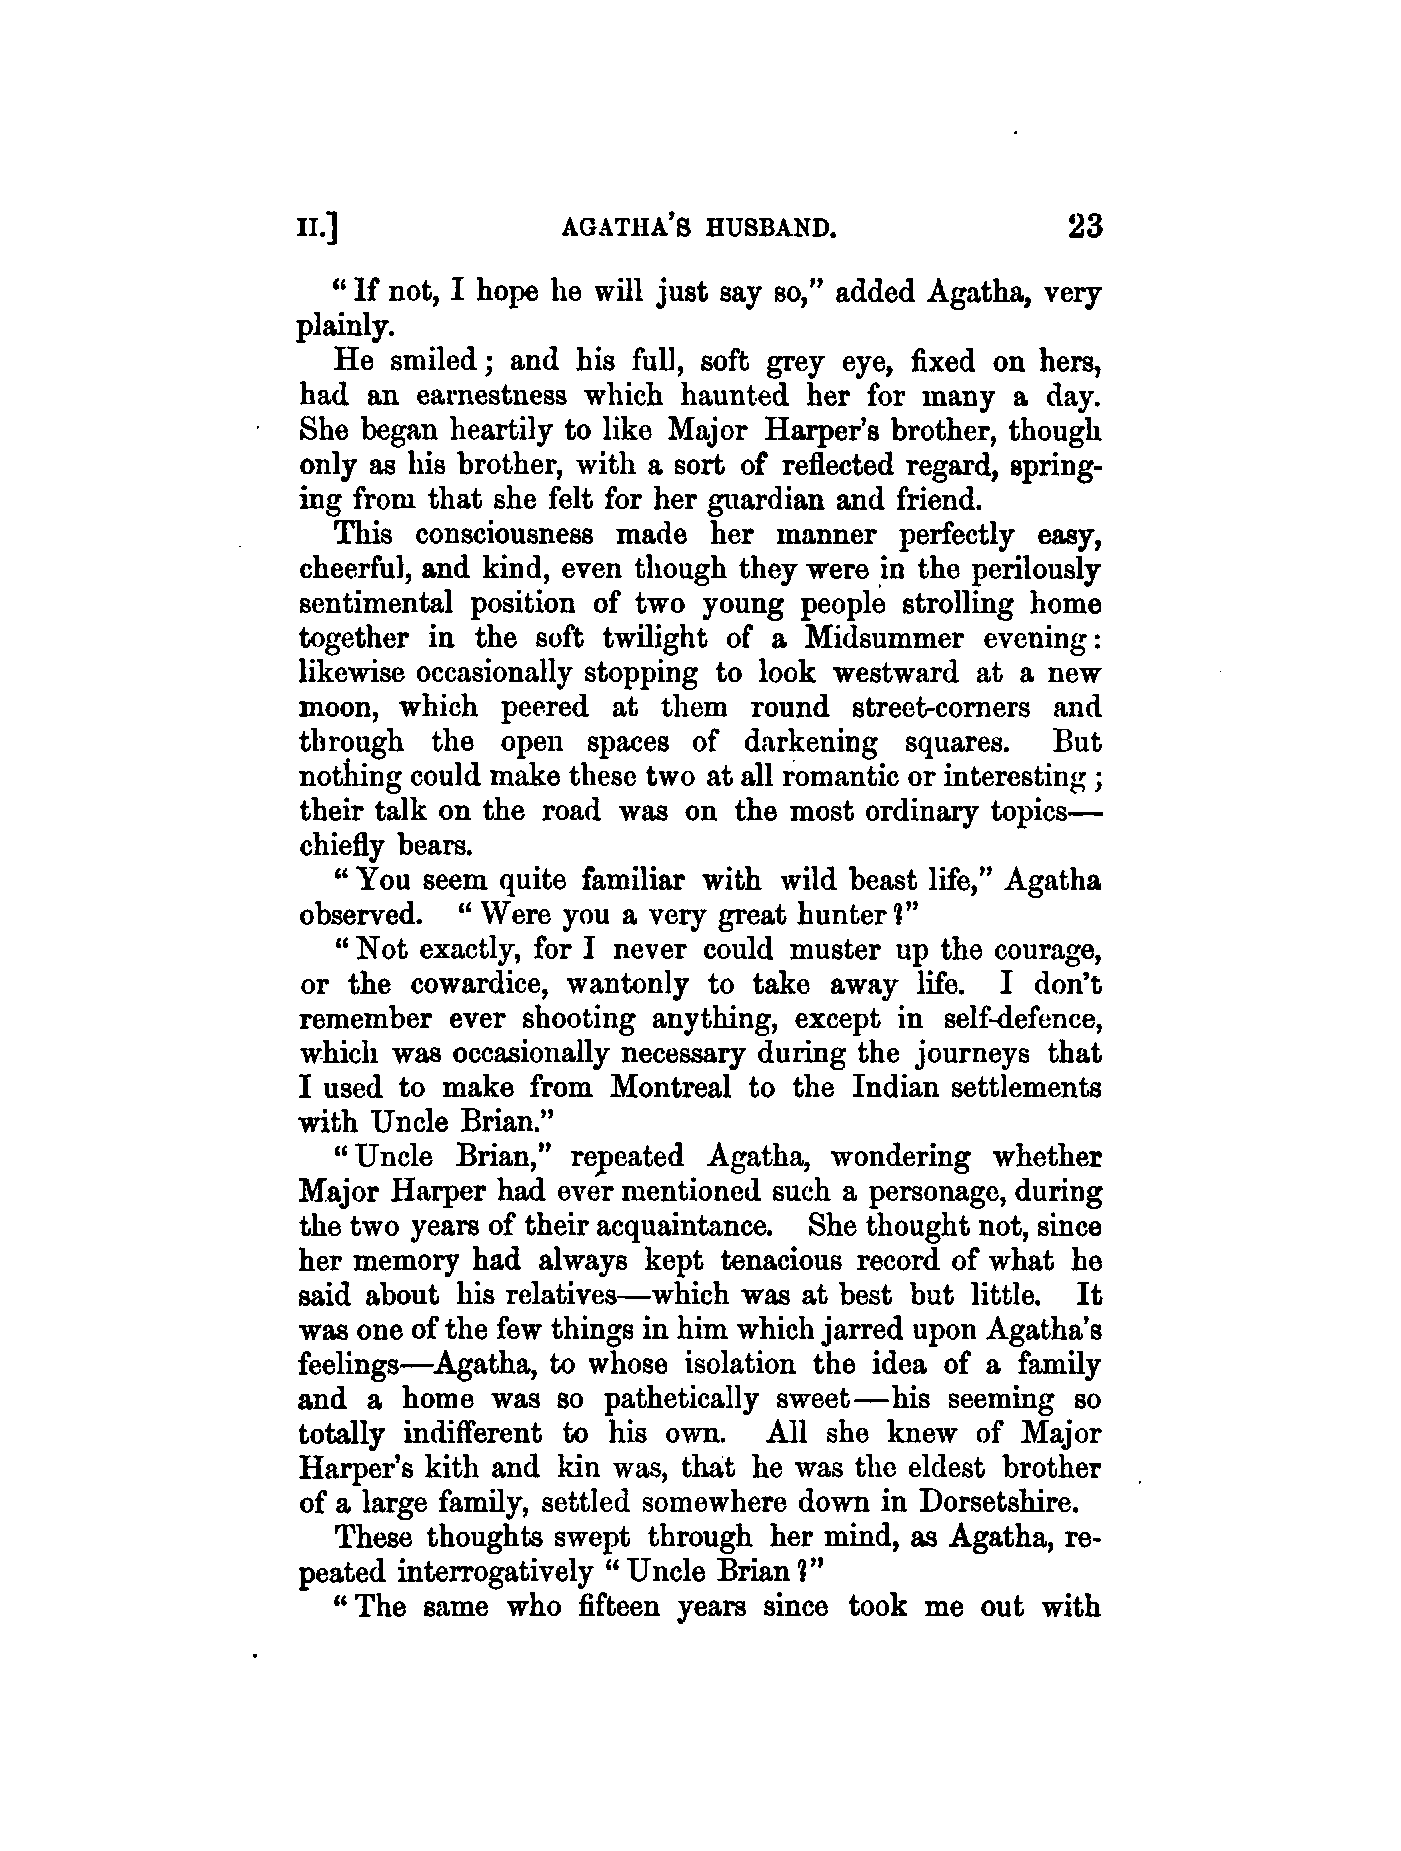 II.] AGATHA'S HUSBAND. 23
“If not, I hope he will just say so,” added Agatha, very
plainly.
He smiled; and his full, soft grey eye, fixed on hers,
had an earnestness which haunted her for many a day.
She began heartily to like Major Harper's brother, though
only as his brother, with a sort of reflected regard, spring-
ing from that she felt for her guardian and friend.
This consciousness made her manner perfectly easy,
cheerful, and kind, even though they were in the perilously
sentimental position of two young people strolling home
together in the soft twilight of a Midsummer evening:
likewise occasionally stopping to look westward at a new
moon, which peered at them round street-corners and
through the open spaces of darkening squares. But
nothing could make these two at all romantic or interesting;
their talk on the road was on the most ordinary topics—
chiefly bears.
“You seem quite familiar with wild beast life,” Agatha
observed. “Were you a very great hunter?”
“Not exactly, for I never could muster up the courage,
or the cowardice, wantonly to take away life. I don't
remember ever shooting anything, except in self-defence,
which was occasionally necessary during the journeys that
I used to make from Montreal to the Indian settlements
with Uncle Brian.”
“Uncle Brian,” repeated Agatha, wondering whether
Major Harper had ever mentioned such a personage, during
the two years of their acquaintance. She thought not, since
her memory had always kept tenacious record of what he
said about his relatives—which was at best but little. It
was one of the few things in him which jarred upon Agatha's
feelings—Agatha, to whose isolation the idea of a family
and a home was so pathetically sweet—his seeming so
totally indifferent to his own. All she knew of Major
Harper's kith and kin was, that he was the eldest brother
of a large family, settled somewhere down in Dorsetshire.
These thoughts swept through her mind, as Agatha, re-
peated interrogatively “Uncle Brian?”
“The same who fifteen years since took me out with